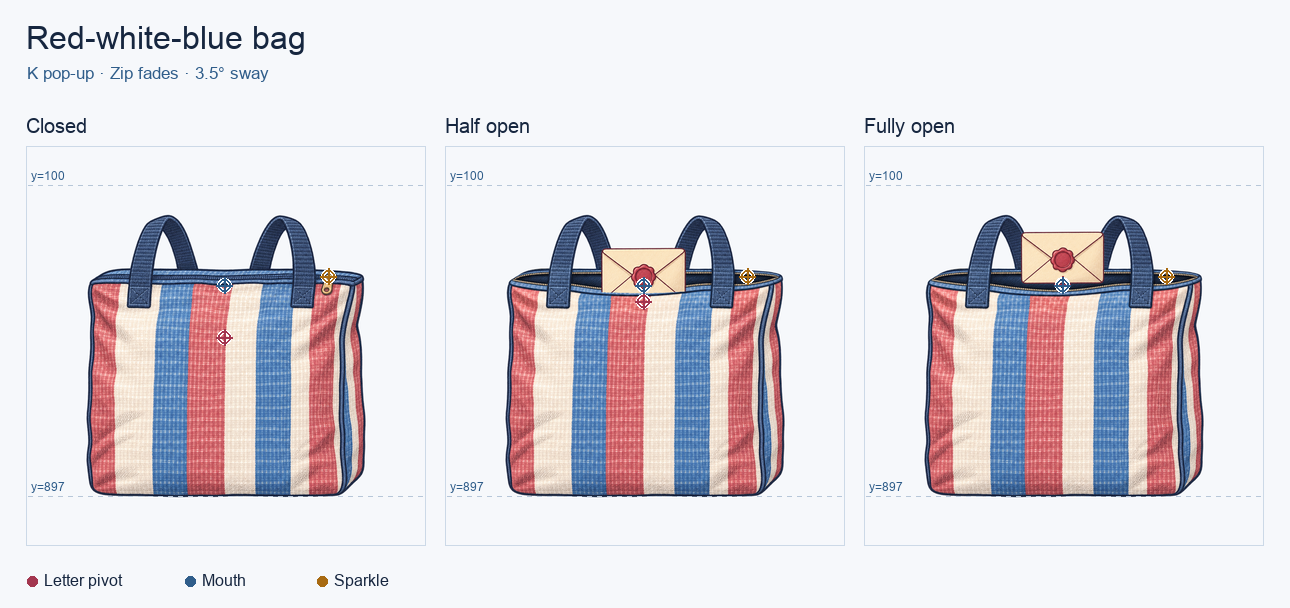 Red-white-blue bag
K pop-up · Zip fades · 3.5° sway
Closed
Half open
Fully open
y=100
y=100
y=100
y=897
y=897
y=897
Letter pivot
Mouth
Sparkle